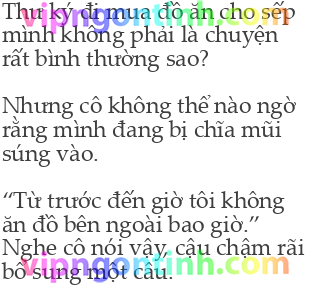 Thư ký đi mua đồ ăn cho sếp
mình không phải là chuyện
rất bình thường sao?
Nhưng cô không thể nào ngờ
rằng mình đang bị chĩa mũi
súng vào.
“Từ trước đến giờ tôi không
ăn đồ bên ngoài bao giờ.”
Nghe cô nói vậy, cậu chậm rãi
bổ sung một câu.
vipngontinh.com
vipngontinh.com
vipngontinh.com